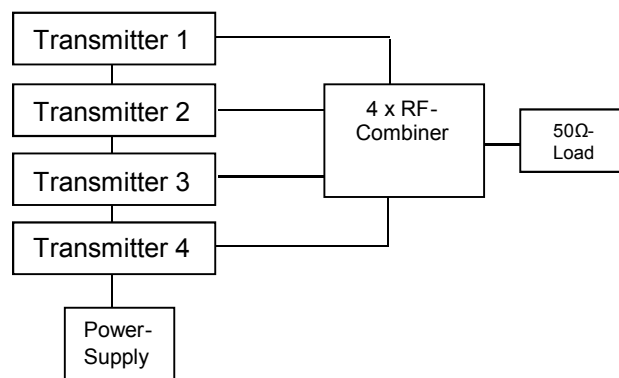 Transmitter 1
Transmitter 2
Transmitter 3
Transmitter 4
4 x RF-
Combiner
50Ω-
Load
Power-
Supply